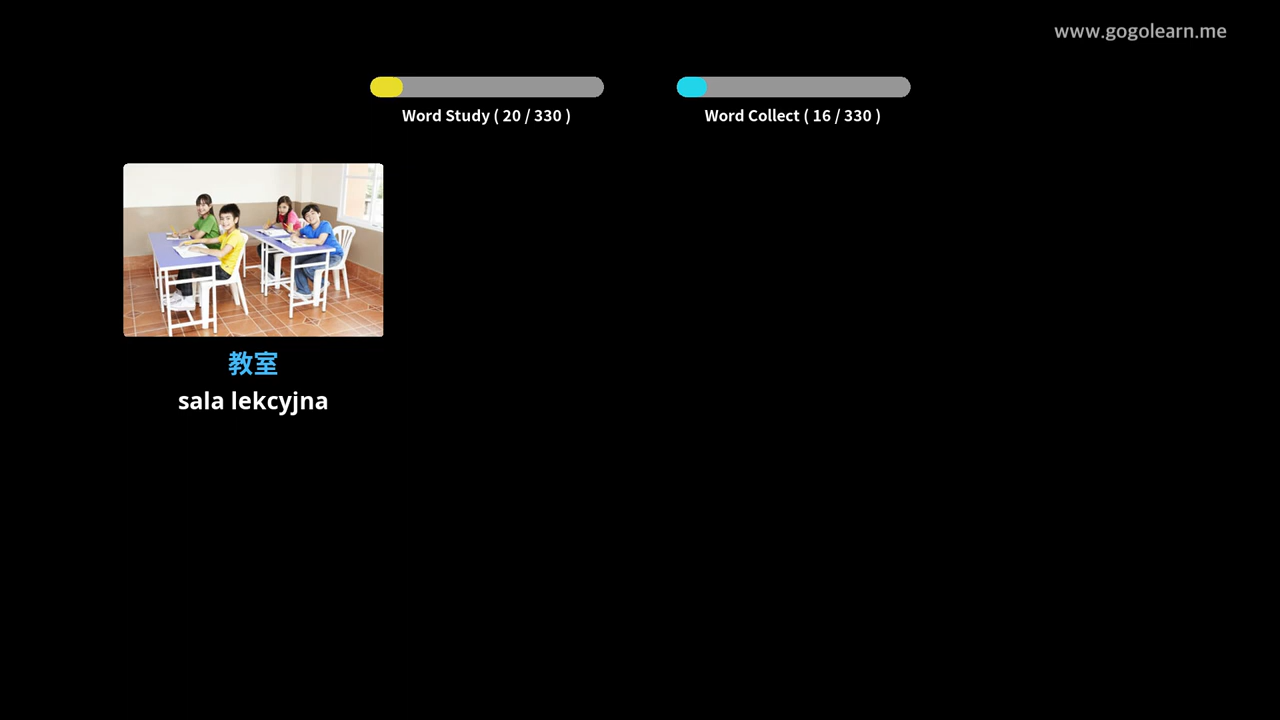 www.gogolearn.me
Word Study ( 20 / 330 )
Word Collect ( 16 / 330 )
教室
sala lekcyjna